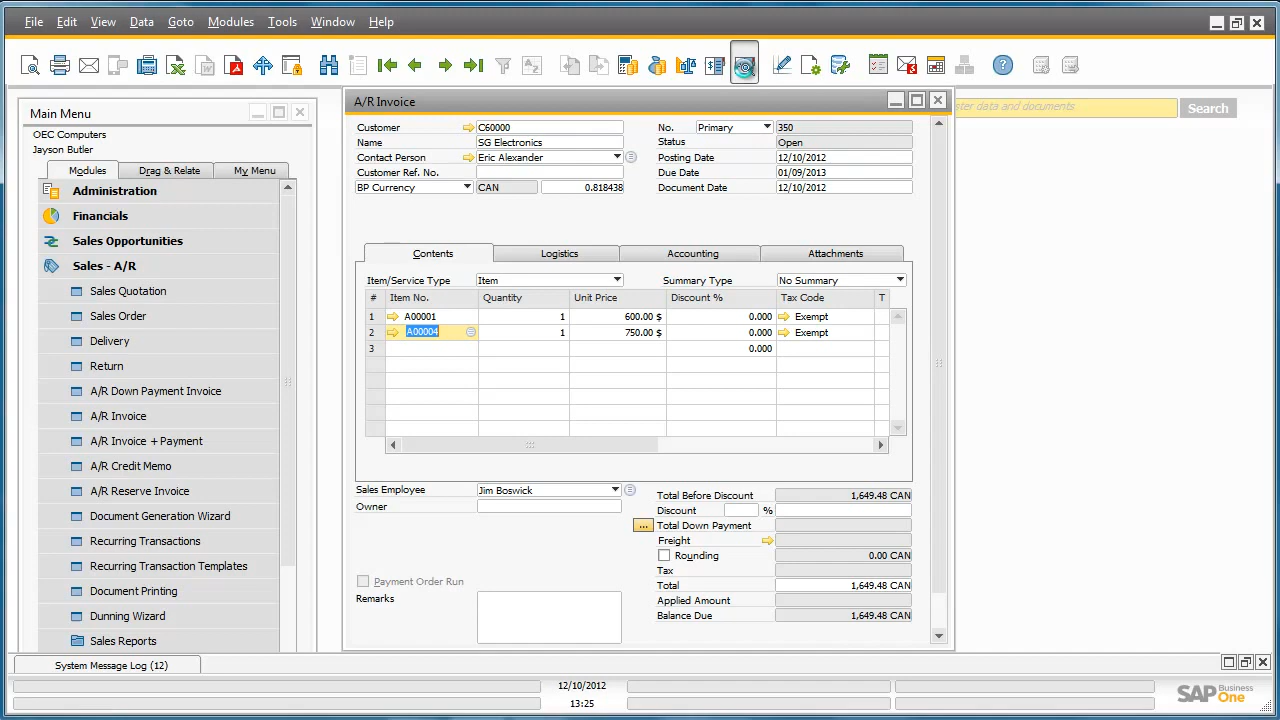 File Edit View Data Goto Modules Tools Window Help
Main Menu
OEC Computers
Jayson Butler
Modules Drag & Relate My Menu
Administration
Financials
Sales Opportunities
Sales - A/R
Sales Quotation
Sales Order
Delivery
Return
A/R Down Payment Invoice
A/R Invoice
A/R Invoice + Payment
A/R Credit Memo
A/R Reserve Invoice
Document Generation Wizard
Recurring Transactions
Recurring Transaction Templates
Document Printing
Dunning Wizard
Sales Reports
A/R Invoice
ster data and documents Search
Customer C60000 No. Primary 350
Name SG Electronics Status Open
Contact Person Eric Alexander Posting Date 12/10/2012
Customer Ref. No. Due Date 01/09/2013
BP Currency CAN 0.818438 Document Date 12/10/2012
Contents Logistics Accounting Attachments
Item/Service Type Item Summary Type No Summary
# Item No. Quantity Unit Price Discount % Tax Code T
1 A00001 1 600.00 $ 0.000 Exempt
2 A00004 1 750.00 $ 0.000 Exempt
3 0.000
Sales Employee Jim Boswick
Owner
Total Before Discount 1,649.48 CAN
Discount %
... Total Down Payment
Freight
Rounding 0.00 CAN
Tax
Total 1,649.48 CAN
Applied Amount
Balance Due 1,649.48 CAN
Payment Order Run
Remarks
System Message Log (12)
12/10/2012
13:25
SAP Business One